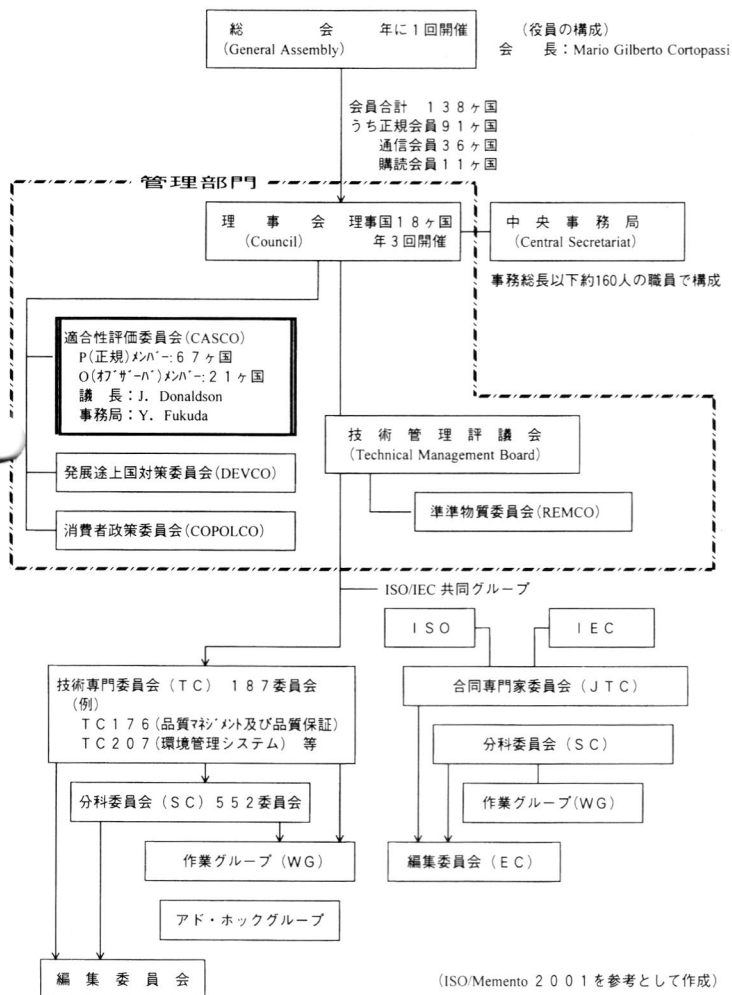 総　会　年に１回開催
(General Assembly)
(役員の構成)
会　長：Mario Gilberto Cortopassi
会員合計　１３８ヶ国
うち正規会員９１ヶ国
通信会員３６ヶ国
購読会員１１ヶ国
管理部門
理　事　会　理事国１８ヶ国
(Council)　年３回開催
中　央　事　務　局
(Central Secretariat)
事務総長以下約160人の職員で構成
適合性評価委員会(CASCO)
P(正規)ﾒﾝﾊﾞｰ:６７ヶ国
O(ｵﾌﾞｻﾞｰﾊﾞ)ﾒﾝﾊﾞｰ:２１ヶ国
議　長：J. Donaldson
事務局：Y. Fukuda
発展途上国対策委員会(DEVCO)
消費者政策委員会(COPOLCO)
技　術　管　理　評　議　会
(Technical Management Board)
準準物質委員会(REMCO)
ISO/IEC 共同グループ
ＩＳＯ
ＩＥＣ
技術専門委員会（ＴＣ）　１８７委員会
(例)
ＴＣ１７６(品質ﾏﾈｼﾞﾒﾝﾄ及び品質保証)
ＴＣ２０７(環境管理システム)　等
合同専門家委員会（ＪＴＣ）
分科委員会（ＳＣ）
作業グループ(ＷＧ)
編集委員会（ＥＣ）
分科委員会（ＳＣ）５５２委員会
作業グループ（ＷＧ）
アド・ホックグループ
編　集　委　員　会
(ISO/Memento ２００１を参考として作成)